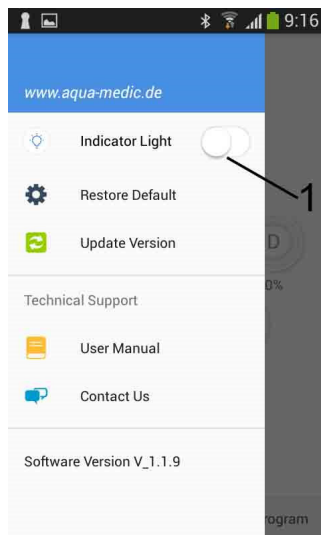 9:16
www.aqua-medic.de
Indicator Light
1
Restore Default
Update Version
D
0%
Technical Support
User Manual
Contact Us
Software Version V_1.1.9
rogram